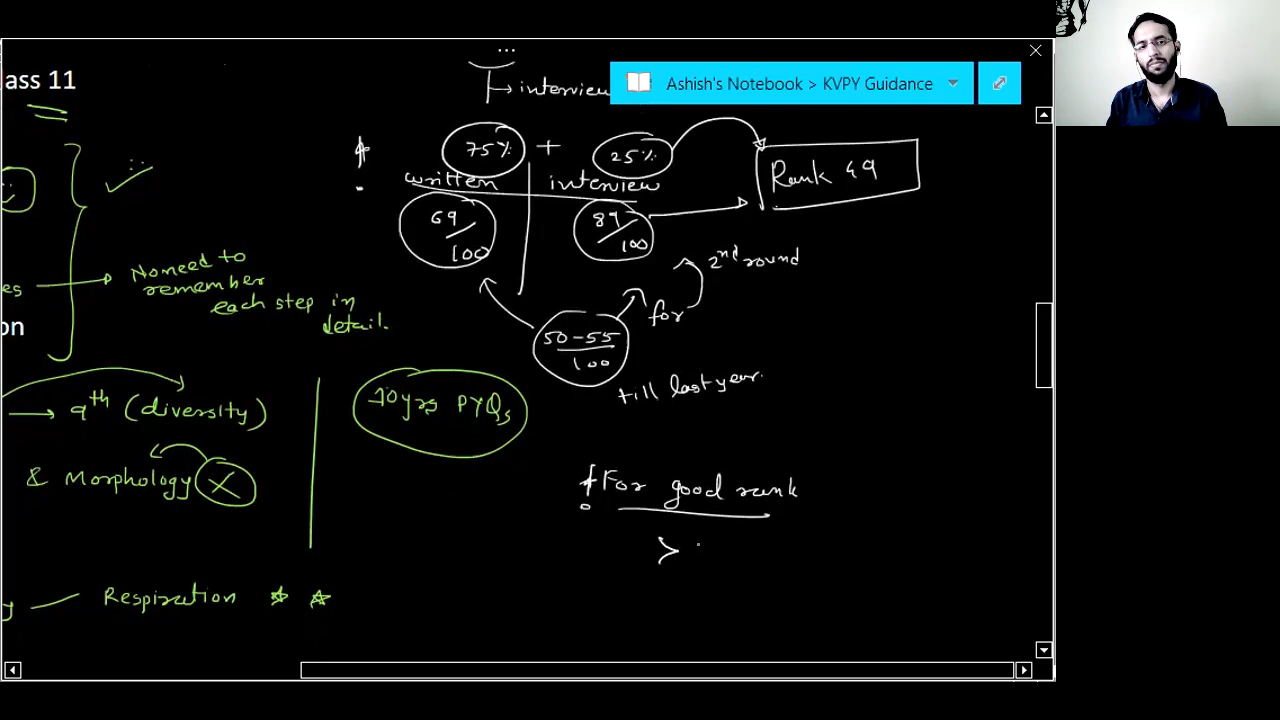 ass 11
interview
Ashish's Notebook > KVPY Guidance
75% + 25%
written interview
69/100 89/100
Rank 49
2nd round
for
50-55/100
till last year.
No need to
remember
each step in
detail.
es
on
→ 9th (diversity)
10 yrs PYQs
& Morphology X
! For good rank
>
y — Respiration ☆ ☆